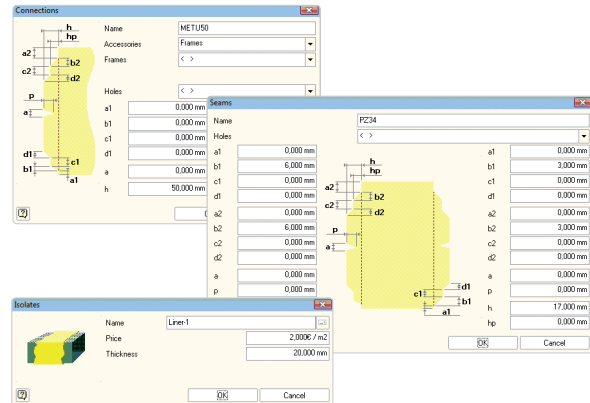 Connections
Name METU50
Accessories Frames
Frames < >
Holes < >
a1 0,000 mm
b1 0,000 mm
c1 0,000 mm
d1 0,000 mm
a 0,000 mm
h 50,000 mm
h
hp
a2
b2
c2
d2
p
a
d1
c1
b1
a1
Seams
Name PZ34
Holes < >
a1 0,000 mm
b1 6,000 mm
c1 0,000 mm
d1 0,000 mm
a2 0,000 mm
b2 6,000 mm
c2 0,000 mm
d2 0,000 mm
a 0,000 mm
p 0,000 mm
h
hp
a2
b2
c2
d2
p
a
c1
d1
b1
a1
a1 0,000 mm
b1 3,000 mm
c1 0,000 mm
d1 0,000 mm
a2 0,000 mm
b2 3,000 mm
c2 0,000 mm
d2 0,000 mm
a 0,000 mm
p 0,000 mm
h 17,000 mm
hp 0,000 mm
OK Cancel
Isolates
Name Liner-1
Price 2,000€ / m2
Thickness 20,000 mm
OK Cancel